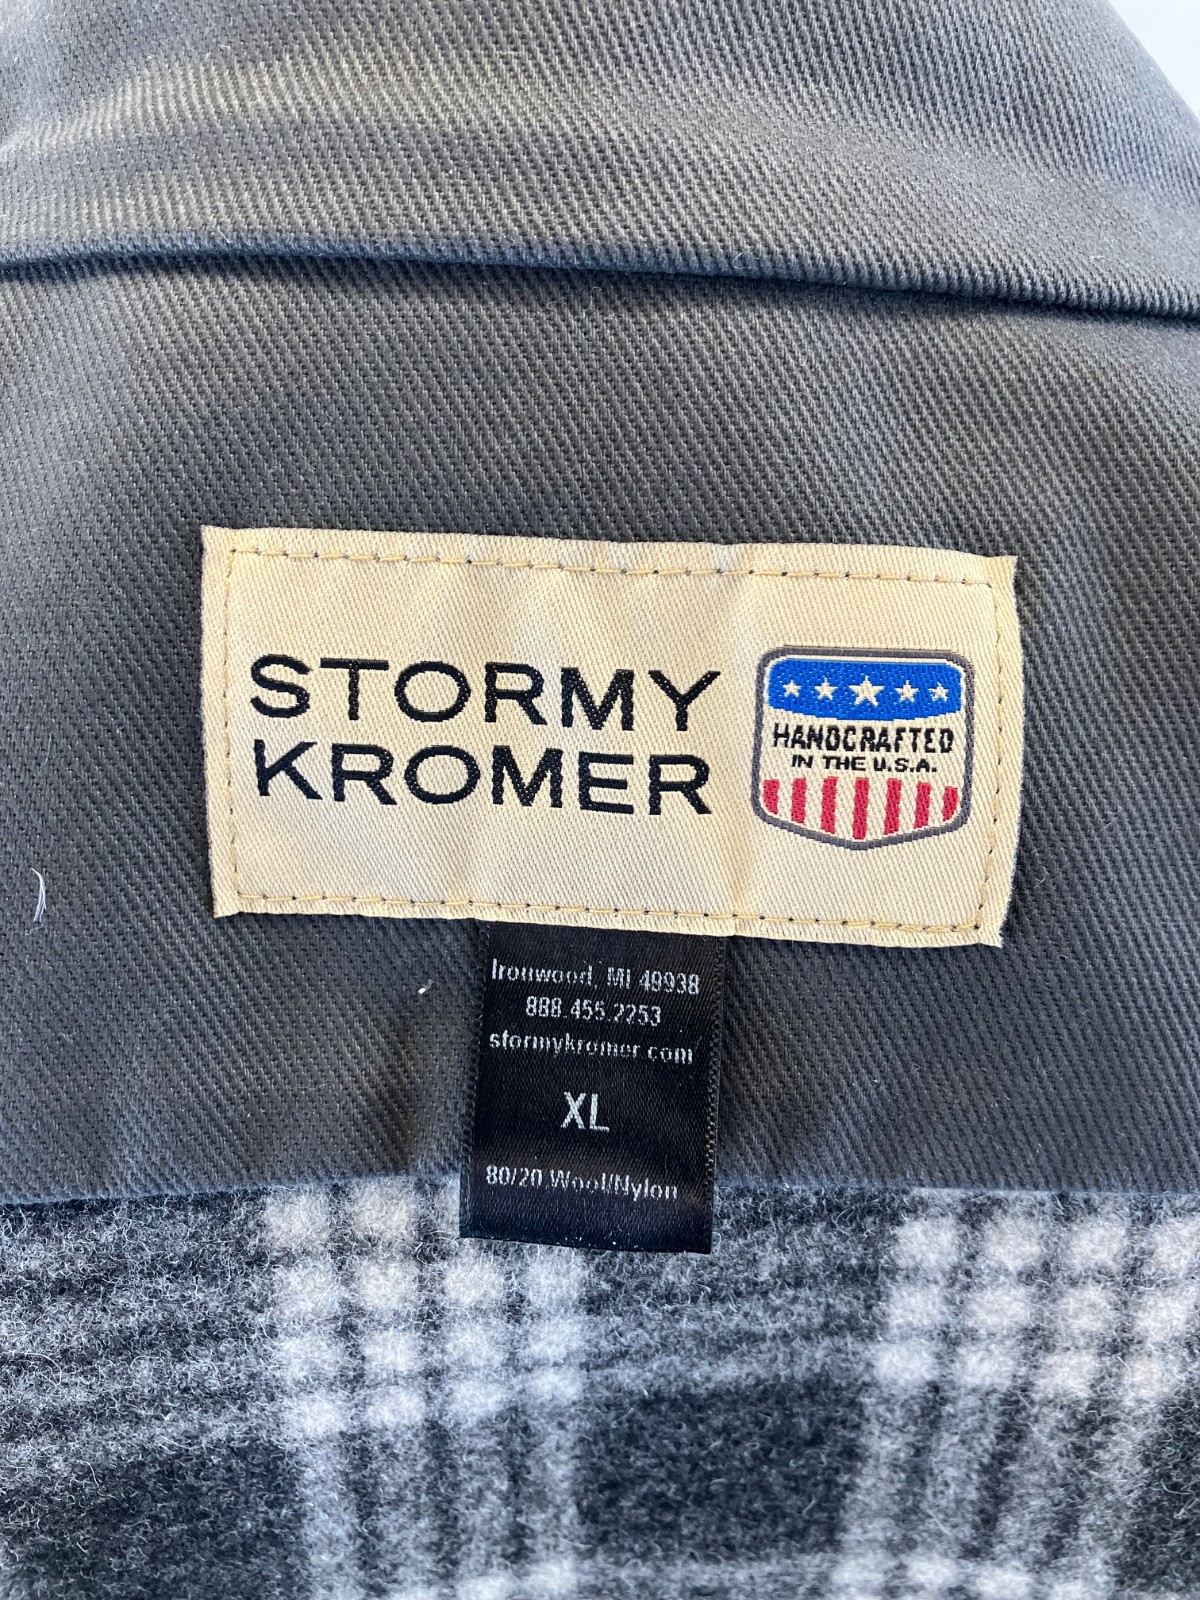 STORMY
KROMER
HANDCRAFTED
IN THE U.S.A.
Ironwood, MI 49938
888.455.2253
stormykromer.com
XL
80/20 Wool/Nylon